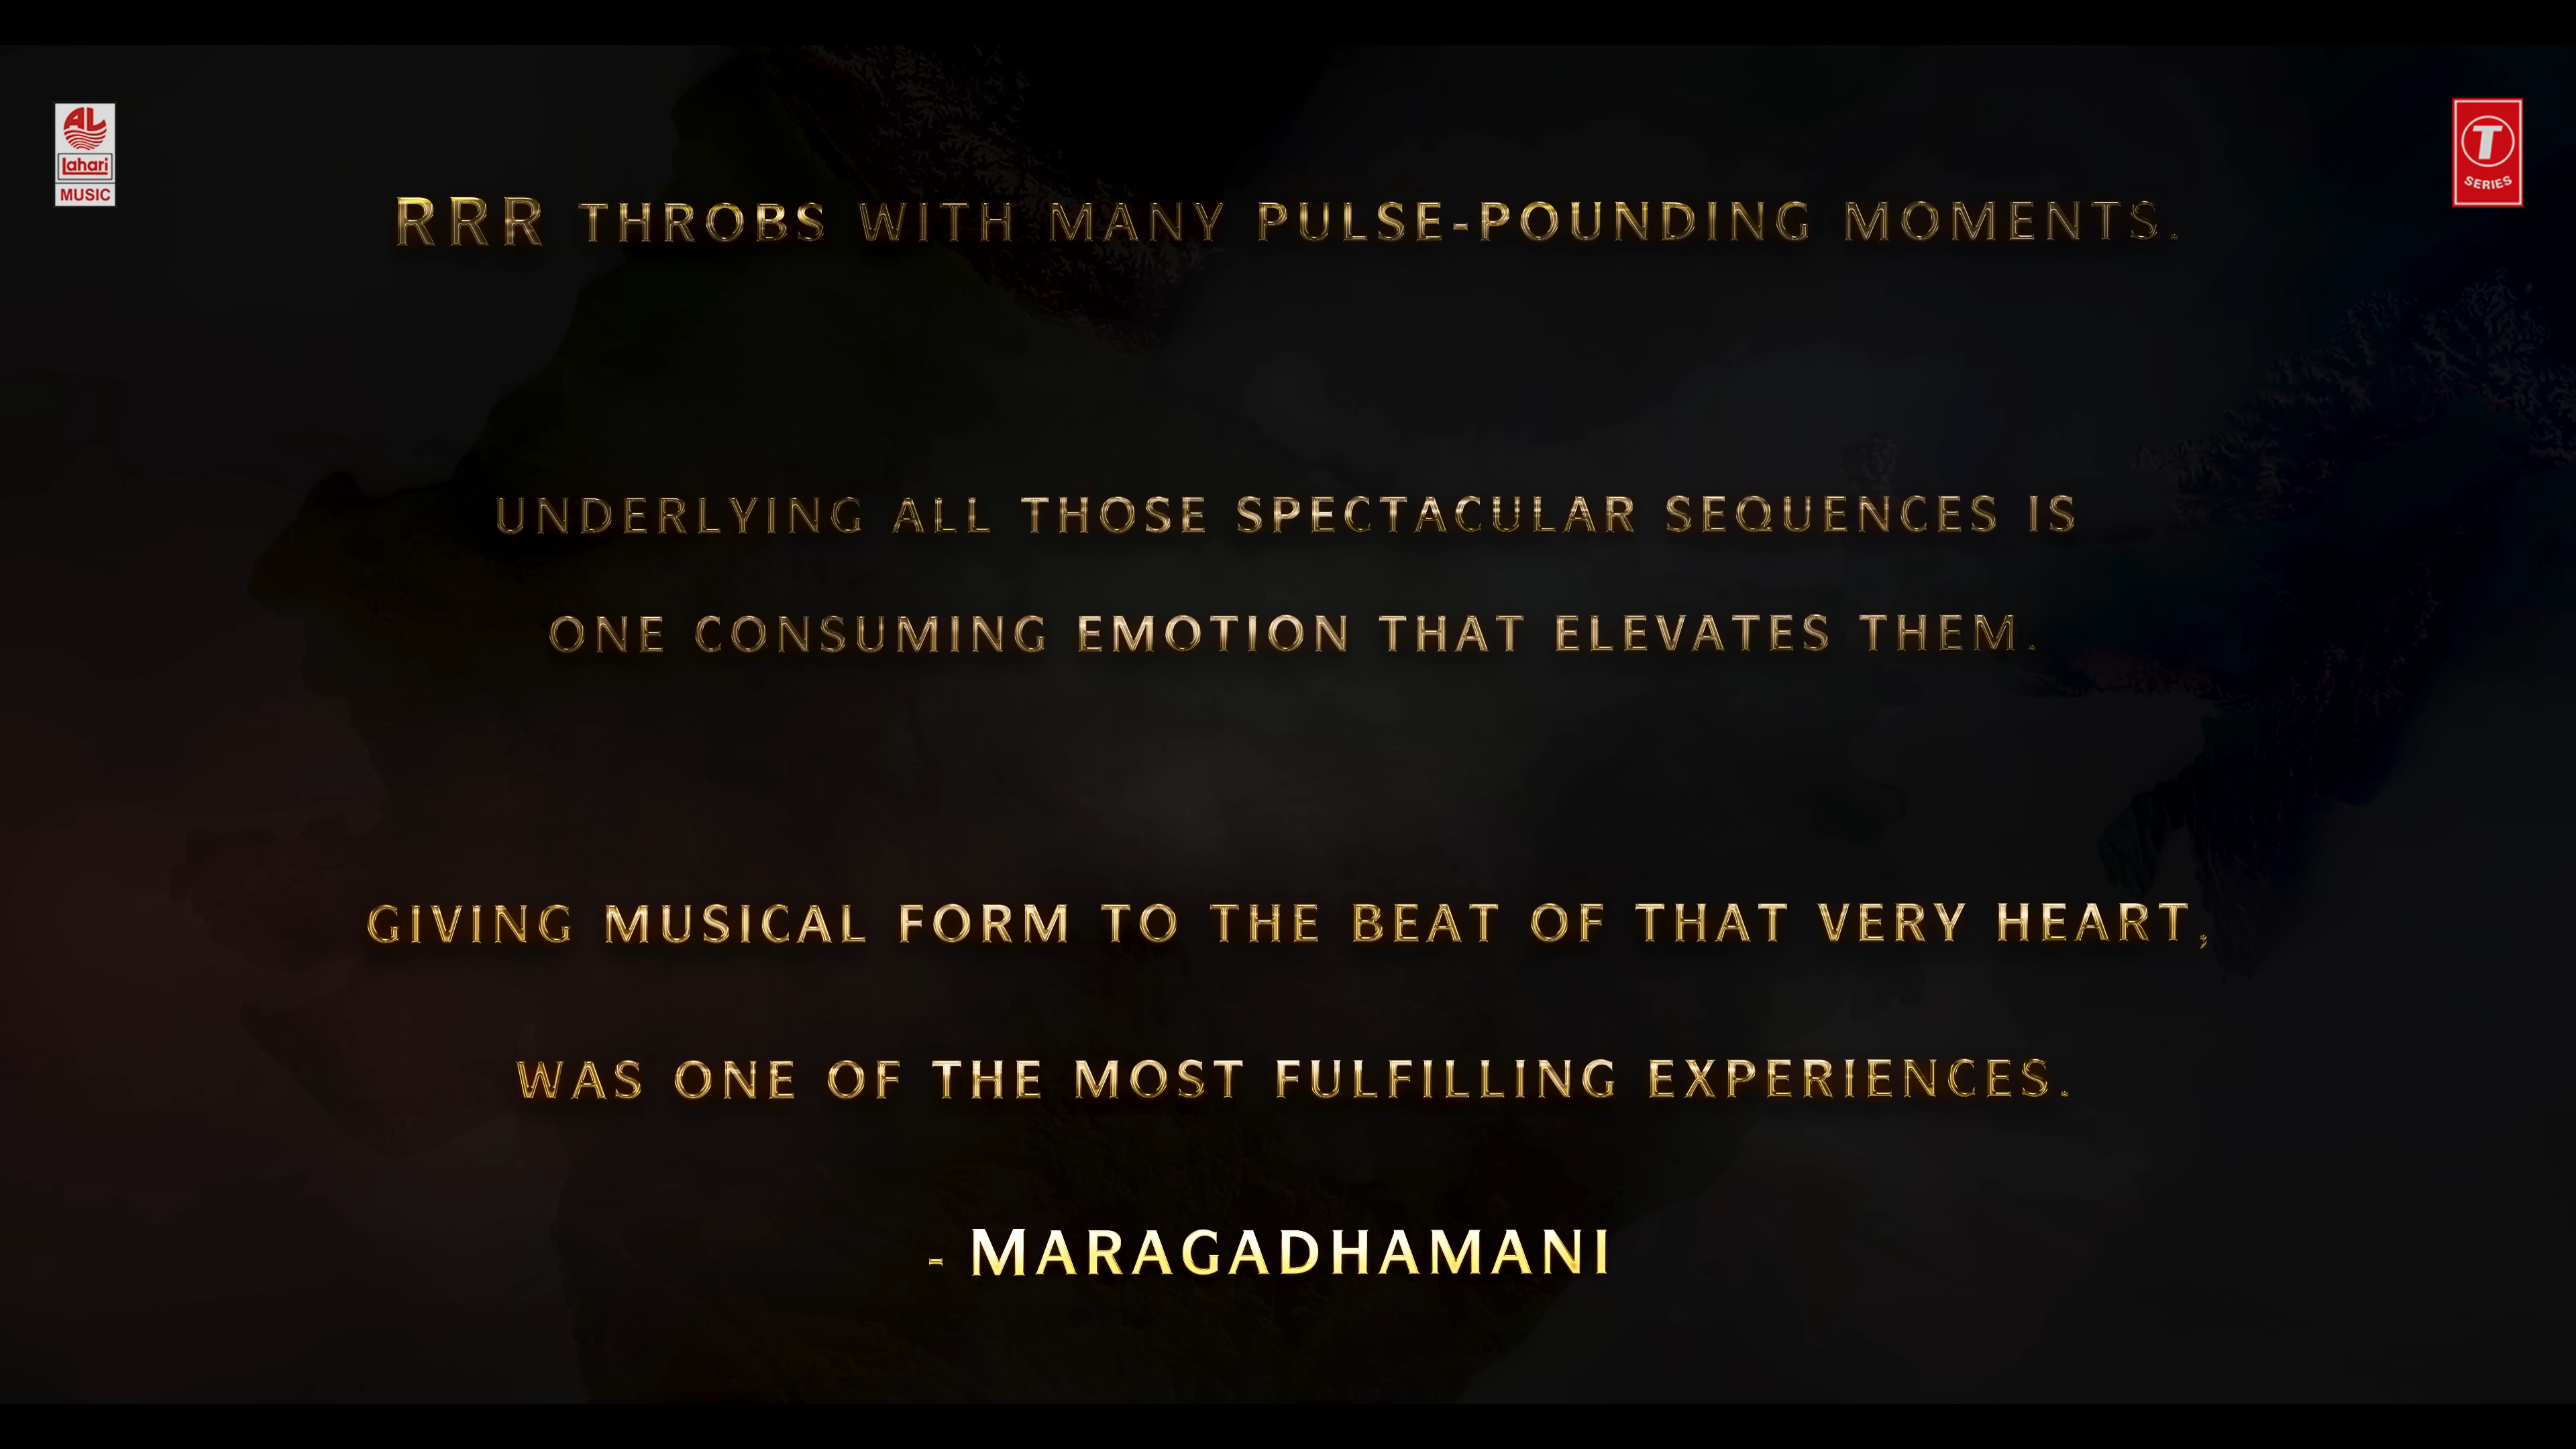 AL
lahari
MUSIC
T
SERIES
RRR THROBS WITH MANY PULSE-POUNDING MOMENTS.
UNDERLYING ALL THOSE SPECTACULAR SEQUENCES IS
ONE CONSUMING EMOTION THAT ELEVATES THEM.
GIVING MUSICAL FORM TO THE BEAT OF THAT VERY HEART,
WAS ONE OF THE MOST FULFILLING EXPERIENCES.
- MARAGADHAMANI